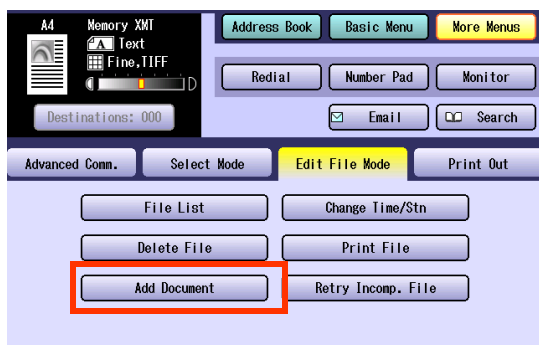 A4 Memory XMT
A Text
Fine,TIFF
D
Destinations: 000
Address Book Basic Menu More Menus
Redial Number Pad Monitor
Email Search
Advanced Comm. Select Mode Edit File Mode Print Out
File List Change Time/Stn
Delete File Print File
Add Document Retry Incomp. File